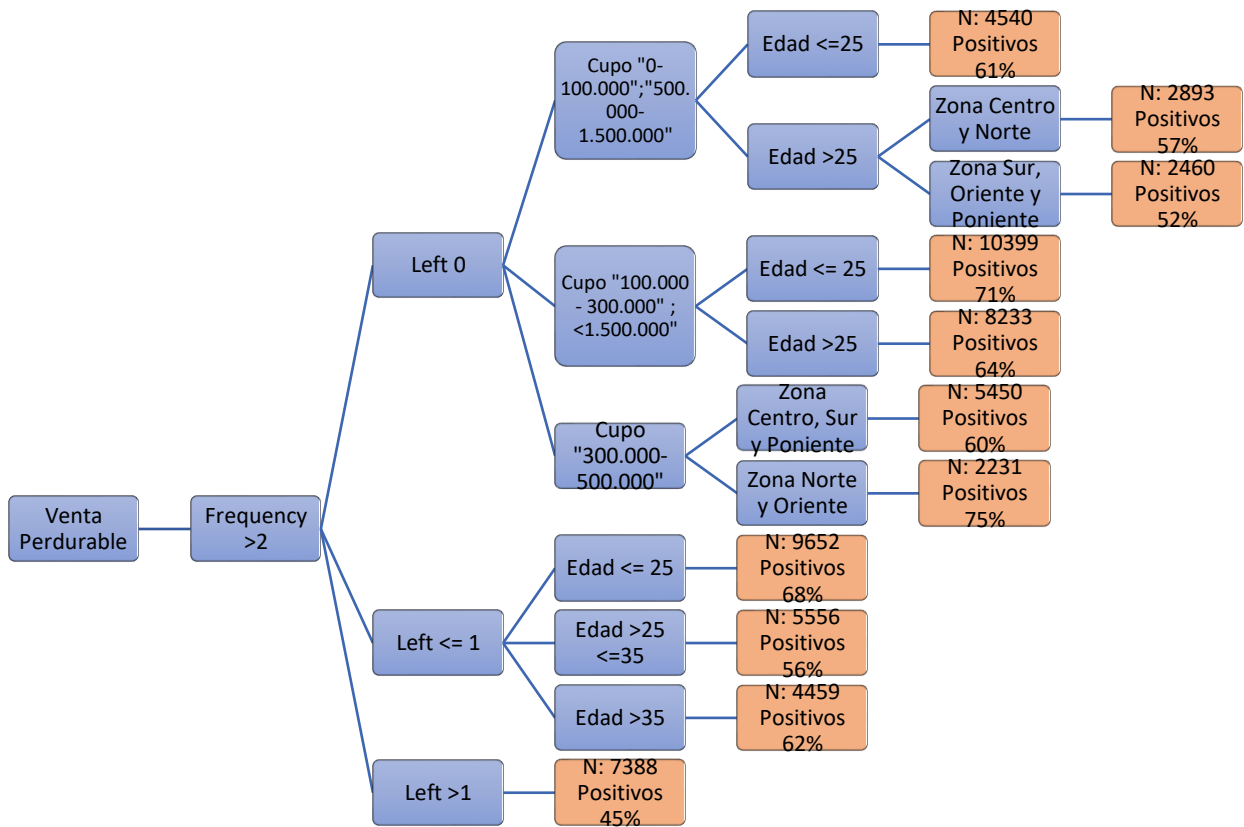 Edad <=25
N: 4540
Positivos
61%
Cupo "0-
100.000";"500.
000-
1.500.000"
Zona Centro
y Norte
N: 2893
Positivos
57%
Edad >25
Zona Sur,
Oriente y
Poniente
N: 2460
Positivos
52%
Left 0
Cupo "100.000
- 300.000" ;
<1.500.000"
Edad <= 25
N: 10399
Positivos
71%
Edad >25
N: 8233
Positivos
64%
Cupo
"300.000-
500.000"
Zona
Centro, Sur
y Poniente
N: 5450
Positivos
60%
Zona Norte
y Oriente
N: 2231
Positivos
75%
Venta
Perdurable
Frequency
>2
Left <= 1
Edad <= 25
N: 9652
Positivos
68%
Edad >25
<=35
N: 5556
Positivos
56%
Edad >35
N: 4459
Positivos
62%
Left >1
N: 7388
Positivos
45%